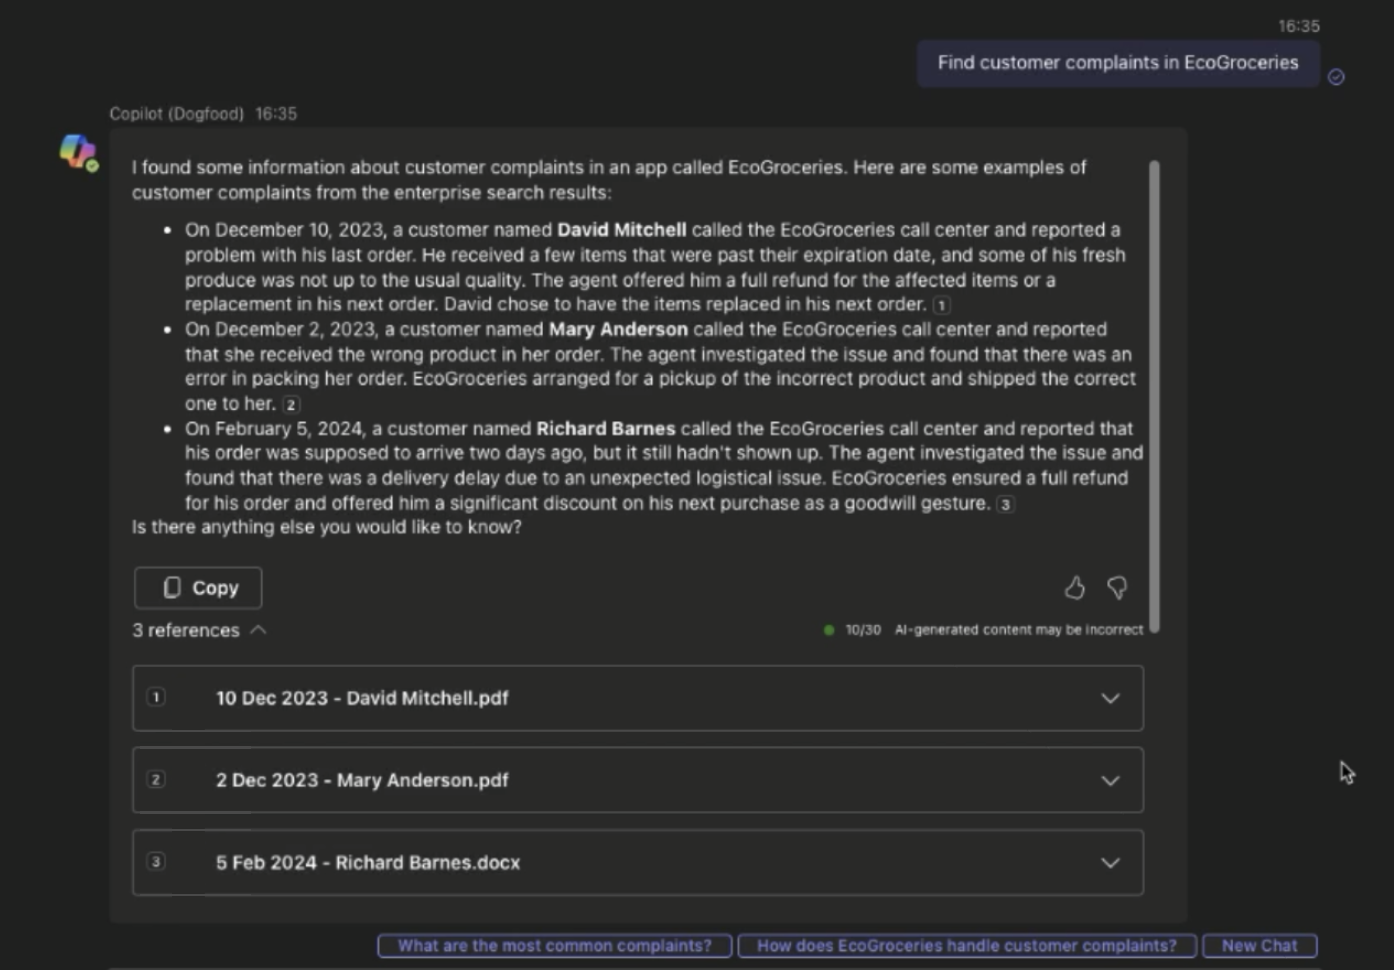 16:35
Find customer complaints in EcoGroceries
Copilot (Dogfood) 16:35
I found some information about customer complaints in an app called EcoGroceries. Here are some examples of
customer complaints from the enterprise search results:
• On December 10, 2023, a customer named David Mitchell called the EcoGroceries call center and reported a
problem with his last order. He received a few items that were past their expiration date, and some of his fresh
produce was not up to the usual quality. The agent offered him a full refund for the affected items or a
replacement in his next order. David chose to have the items replaced in his next order. 1
• On December 2, 2023, a customer named Mary Anderson called the EcoGroceries call center and reported
that she received the wrong product in her order. The agent investigated the issue and found that there was an
error in packing her order. EcoGroceries arranged for a pickup of the incorrect product and shipped the correct
one to her. 2
• On February 5, 2024, a customer named Richard Barnes called the EcoGroceries call center and reported that
his order was supposed to arrive two days ago, but it still hadn't shown up. The agent investigated the issue and
found that there was a delivery delay due to an unexpected logistical issue. EcoGroceries ensured a full refund
for his order and offered him a significant discount on his next purchase as a goodwill gesture. 3
Is there anything else you would like to know?
Copy
3 references
10/30 AI-generated content may be incorrect
1 10 Dec 2023 - David Mitchell.pdf
2 2 Dec 2023 - Mary Anderson.pdf
3 5 Feb 2024 - Richard Barnes.docx
What are the most common complaints? How does EcoGroceries handle customer complaints? New Chat